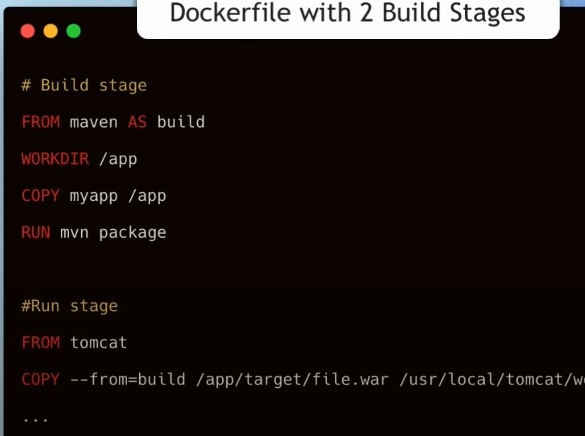 Dockerfile with 2 Build Stages
# Build stage
FROM maven AS build
WORKDIR /app
COPY myapp /app
RUN mvn package
#Run stage
FROM tomcat
COPY --from=build /app/target/file.war /usr/local/tomcat/we
...